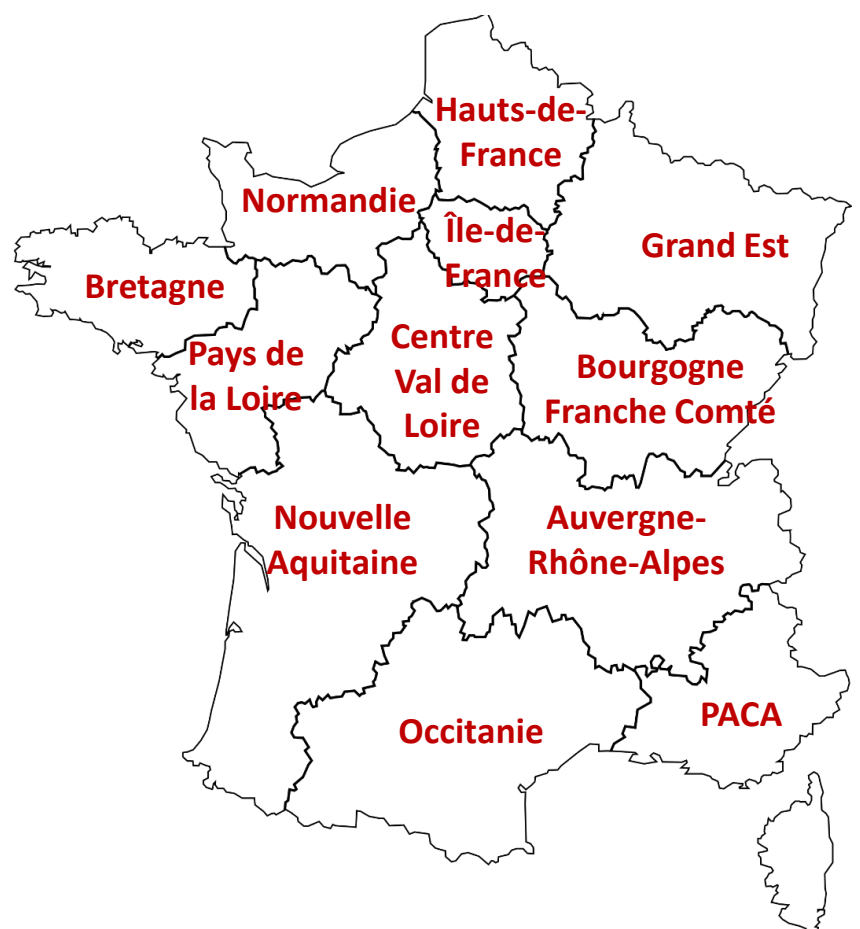 Hauts-de-
France
Normandie
Île-de-
France
Grand Est
Bretagne
Pays de
la Loire
Centre
Val de
Loire
Bourgogne
Franche Comté
Nouvelle
Aquitaine
Auvergne-
Rhône-Alpes
Occitanie
PACA